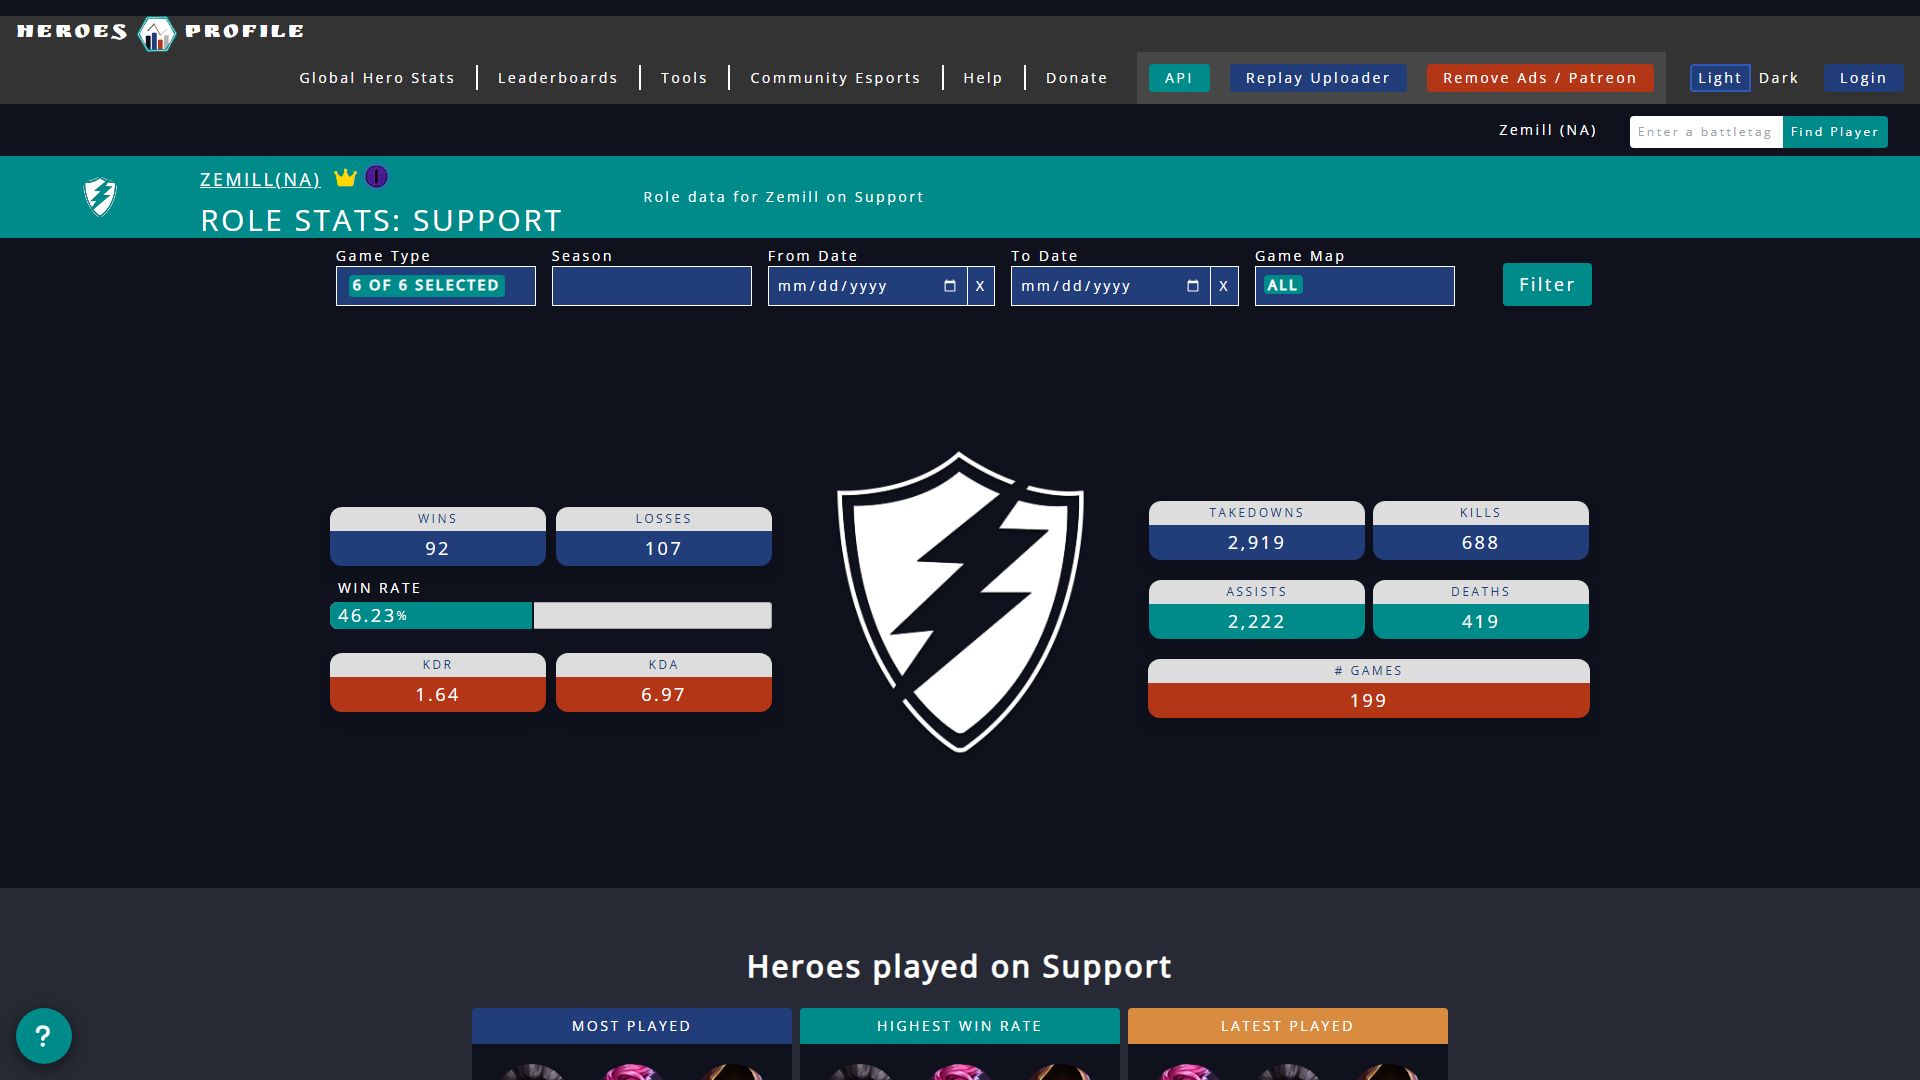 HEROES PROFILE
Global Hero Stats
Leaderboards
Tools
Community Esports
Help
Donate
API
Replay Uploader
Remove Ads / Patreon
Light
Dark
Login
Zemill (NA)
Enter a battletag
Find Player
ZEMILL(NA)
ROLE STATS: SUPPORT
Role data for Zemill on Support
Game Type
Season
From Date
To Date
Game Map
6 OF 6 SELECTED
mm/dd/yyyy
X
mm/dd/yyyy
X
ALL
Filter
WINS
92
LOSSES
107
WIN RATE
46.23%
KDR
1.64
KDA
6.97
TAKEDOWNS
2,919
KILLS
688
ASSISTS
2,222
DEATHS
419
# GAMES
199
Heroes played on Support
MOST PLAYED
HIGHEST WIN RATE
LATEST PLAYED
?